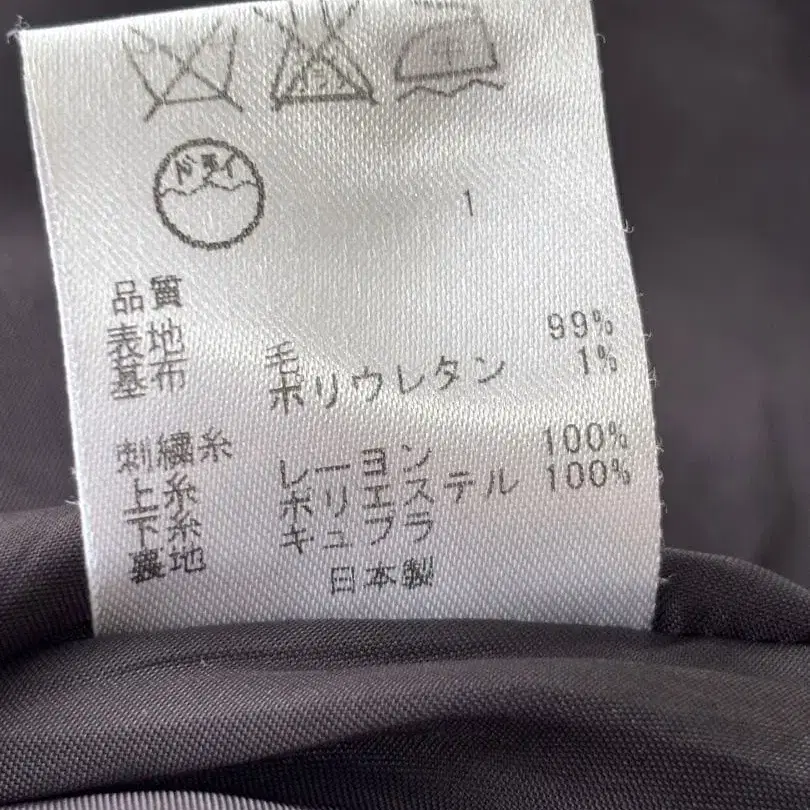 ドライ
1
品質
表地
基布 毛 99%
ポリウレタン 1%
刺繍糸
上糸 レーヨン 100%
下糸 ポリエステル 100%
裏地 キュプラ
日本製